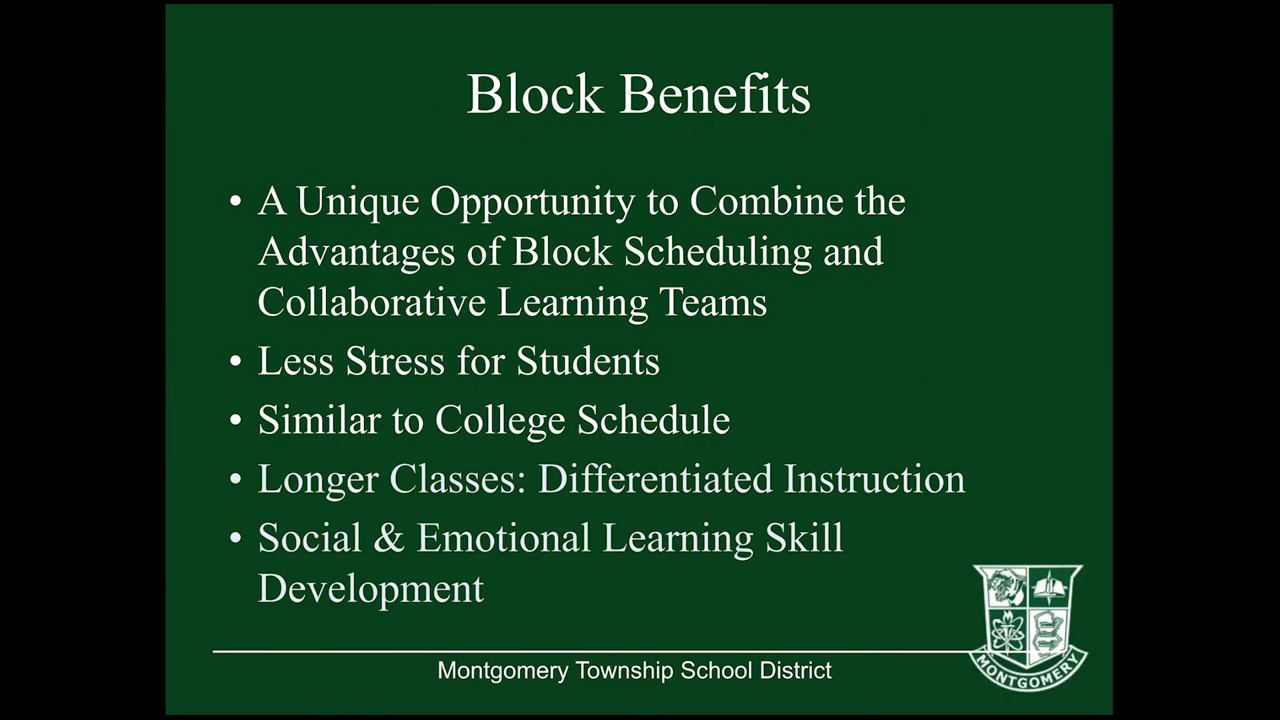 Block Benefits
• A Unique Opportunity to Combine the
Advantages of Block Scheduling and
Collaborative Learning Teams
• Less Stress for Students
• Similar to College Schedule
• Longer Classes: Differentiated Instruction
• Social & Emotional Learning Skill
Development
Montgomery Township School District
MONTGOMERY